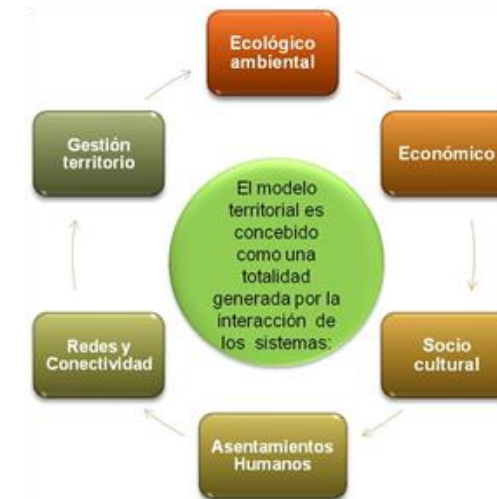 Ecológico
ambiental
Económico
Socio
cultural
Asentamientos
Humanos
Redes y
Conectividad
Gestión
territorio
El modelo
territorial es
concebido
como una
totalidad
generada por la
interacción de
los sistemas: